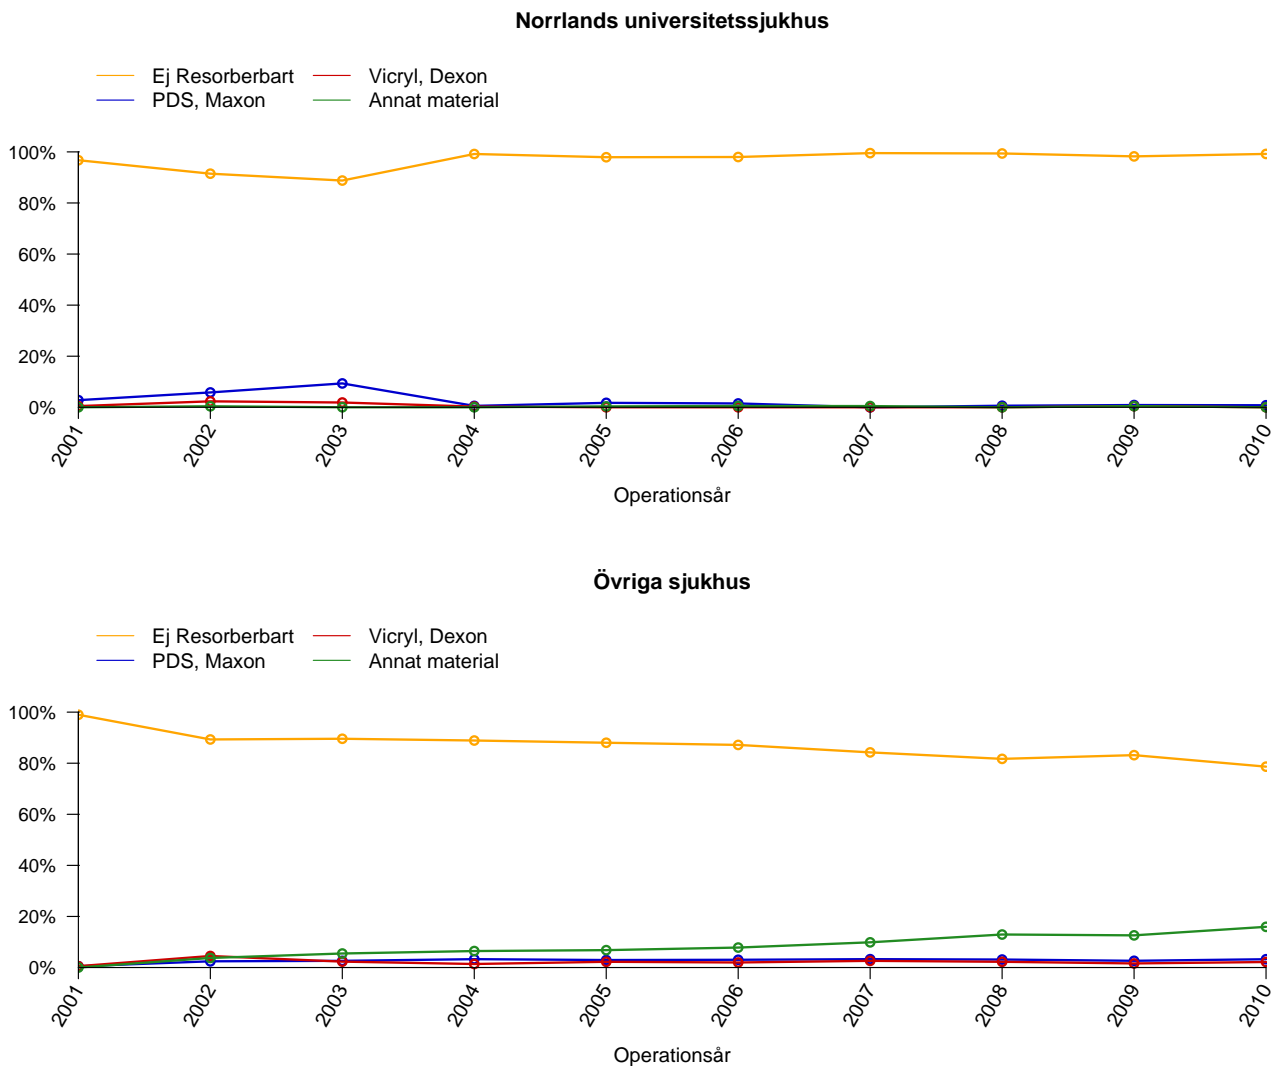 Norrlands universitetssjukhus
Ej Resorberbart Vicryl, Dexon
PDS, Maxon Annat material
100%
80%
60%
40%
20%
0%
2001 2002 2003 2004 2005 2006 2007 2008 2009 2010
Operationsår
Övriga sjukhus
Ej Resorberbart Vicryl, Dexon
PDS, Maxon Annat material
100%
80%
60%
40%
20%
0%
2001 2002 2003 2004 2005 2006 2007 2008 2009 2010
Operationsår